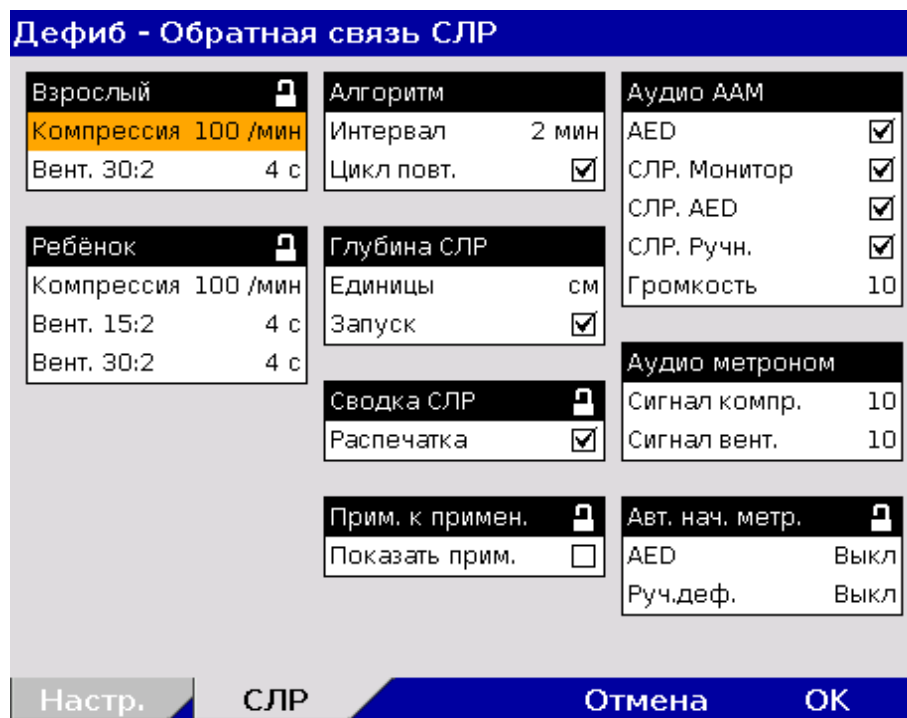 Дефиб - Обратная связь СЛР
Взрослый
Компрессия 100 /мин
Вент. 30:2 4 с
Ребёнок
Компрессия 100 /мин
Вент. 15:2 4 с
Вент. 30:2 4 с
Алгоритм
Интервал 2 мин
Цикл повт.
Глубина СЛР
Единицы см
Запуск
Сводка СЛР
Распечатка
Прим. к примен.
Показать прим.
Аудио ААМ
AED
СЛР. Монитор
СЛР. AED
СЛР. Ручн.
Громкость 10
Аудио метроном
Сигнал компр. 10
Сигнал вент. 10
Авт. нач. метр.
AED Выкл
Руч.деф. Выкл
Настр. СЛР Отмена OK